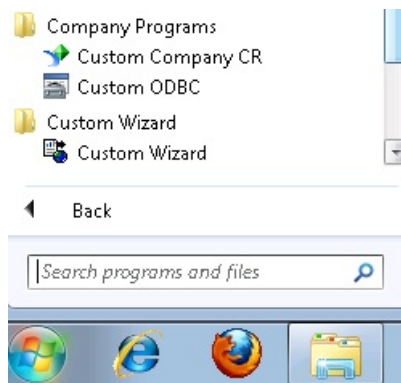 Company Programs
Custom Company CR
Custom ODBC
Custom Wizard
Custom Wizard
Back
Search programs and files